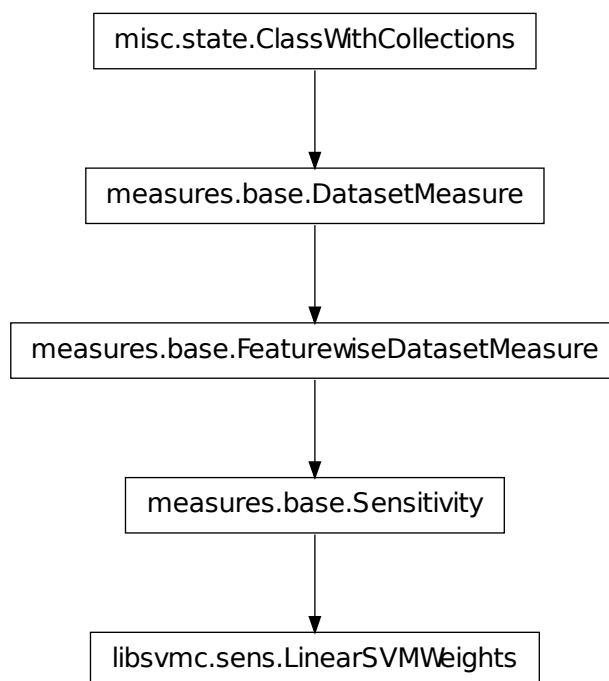 misc.state.ClassWithCollections
measures.base.DatasetMeasure
measures.base.FeaturewiseDatasetMeasure
measures.base.Sensitivity
libsvmc.sens.LinearSVMWeights